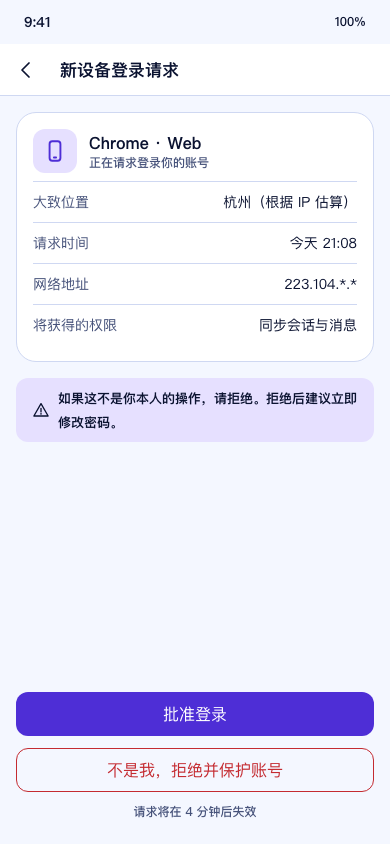 9:41
100%
新设备登录请求
Chrome · Web
正在请求登录你的账号
大致位置
杭州（根据 IP 估算）
请求时间
今天 21:08
网络地址
223.104.*.*
将获得的权限
同步会话与消息
如果这不是你本人的操作，请拒绝。拒绝后建议立即
修改密码。
批准登录
不是我，拒绝并保护账号
请求将在 4 分钟后失效